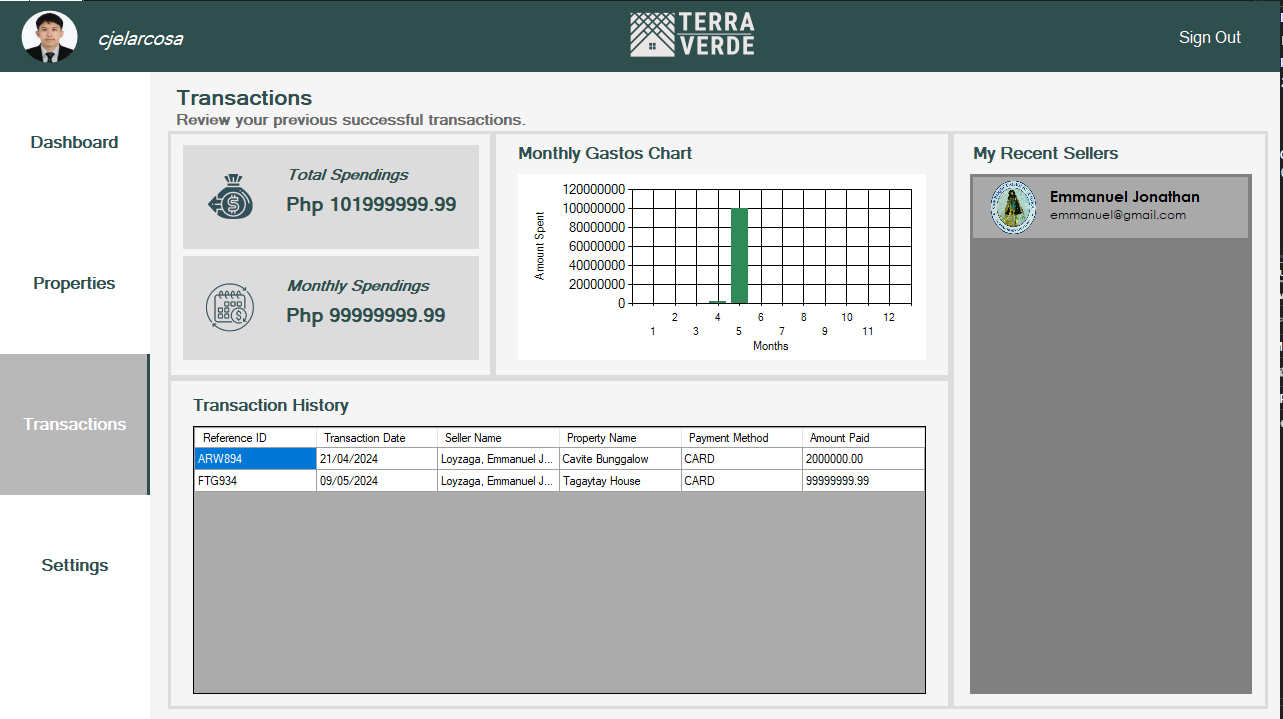 cjelarcosa
TERRA
VERDE
Sign Out
Dashboard
Properties
Transactions
Settings
Transactions
Review your previous successful transactions.
Total Spendings
Php 101999999.99
Monthly Spendings
Php 99999999.99
Monthly Gastos Chart
Amount Spent
120000000
100000000
80000000
60000000
40000000
20000000
0
2 4 6 8 10 12
1 3 5 7 9 11
Months
My Recent Sellers
Emmanuel Jonathan
emmanuel@gmail.com
Transaction History
Reference ID Transaction Date Seller Name Property Name Payment Method Amount Paid
ARW894 21/04/2024 Loyzaga, Emmanuel J... Cavite Bunggalow CARD 2000000.00
FTG934 09/05/2024 Loyzaga, Emmanuel J... Tagaytay House CARD 99999999.99